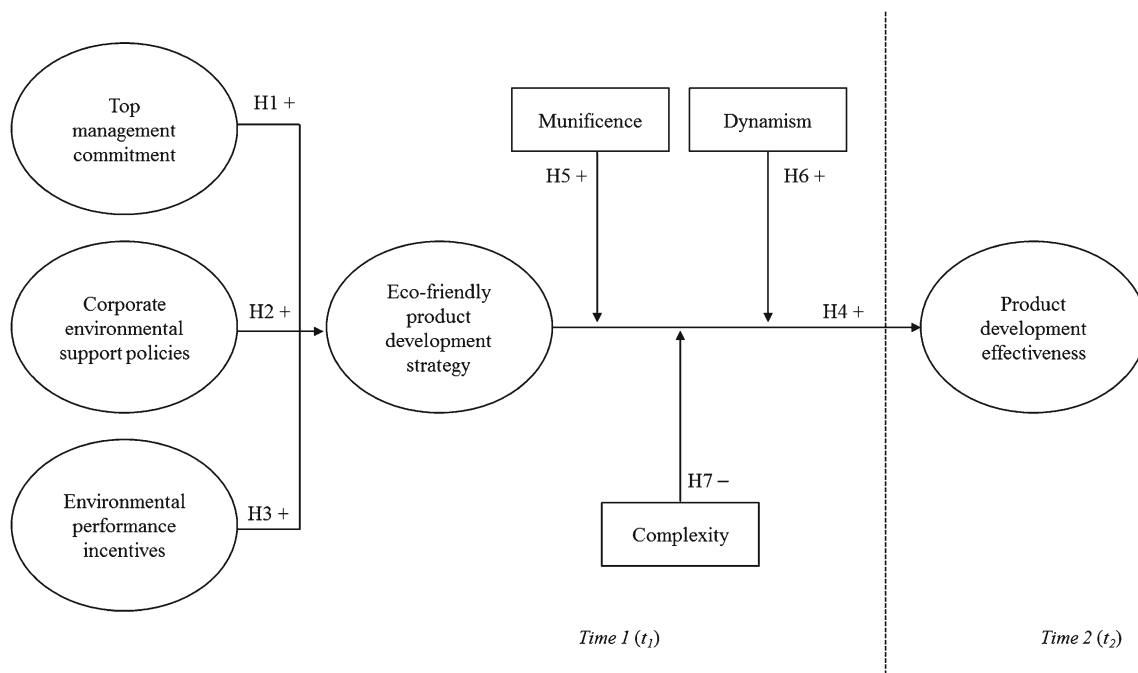 Top
management
commitment
H1 +
Corporate
environmental
support policies
H2 +
Environmental
performance
incentives
H3 +
Eco-friendly
product
development
strategy
Munificence
H5 +
Dynamism
H6 +
H4 +
H7 –
Complexity
Product
development
effectiveness
Time 1 (t₁)
Time 2 (t₂)